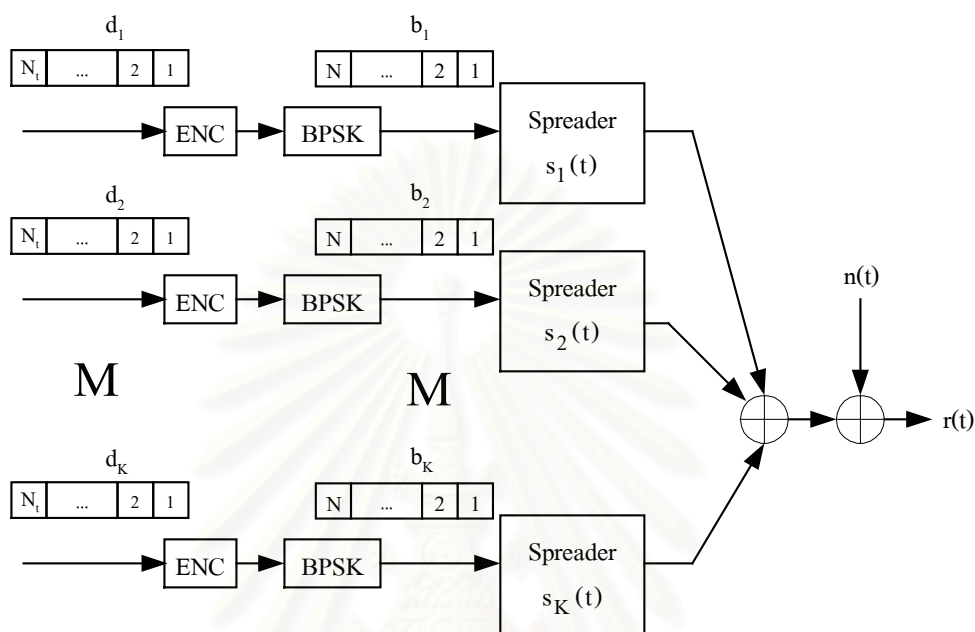 d1 b1
Nt ... 2 1 N ... 2 1
ENC BPSK Spreader
s1(t)
d2 b2
Nt ... 2 1 N ... 2 1
ENC BPSK Spreader
s2(t)
n(t)
M M
r(t)
dK bK
Nt ... 2 1 N ... 2 1
ENC BPSK Spreader
sK(t)